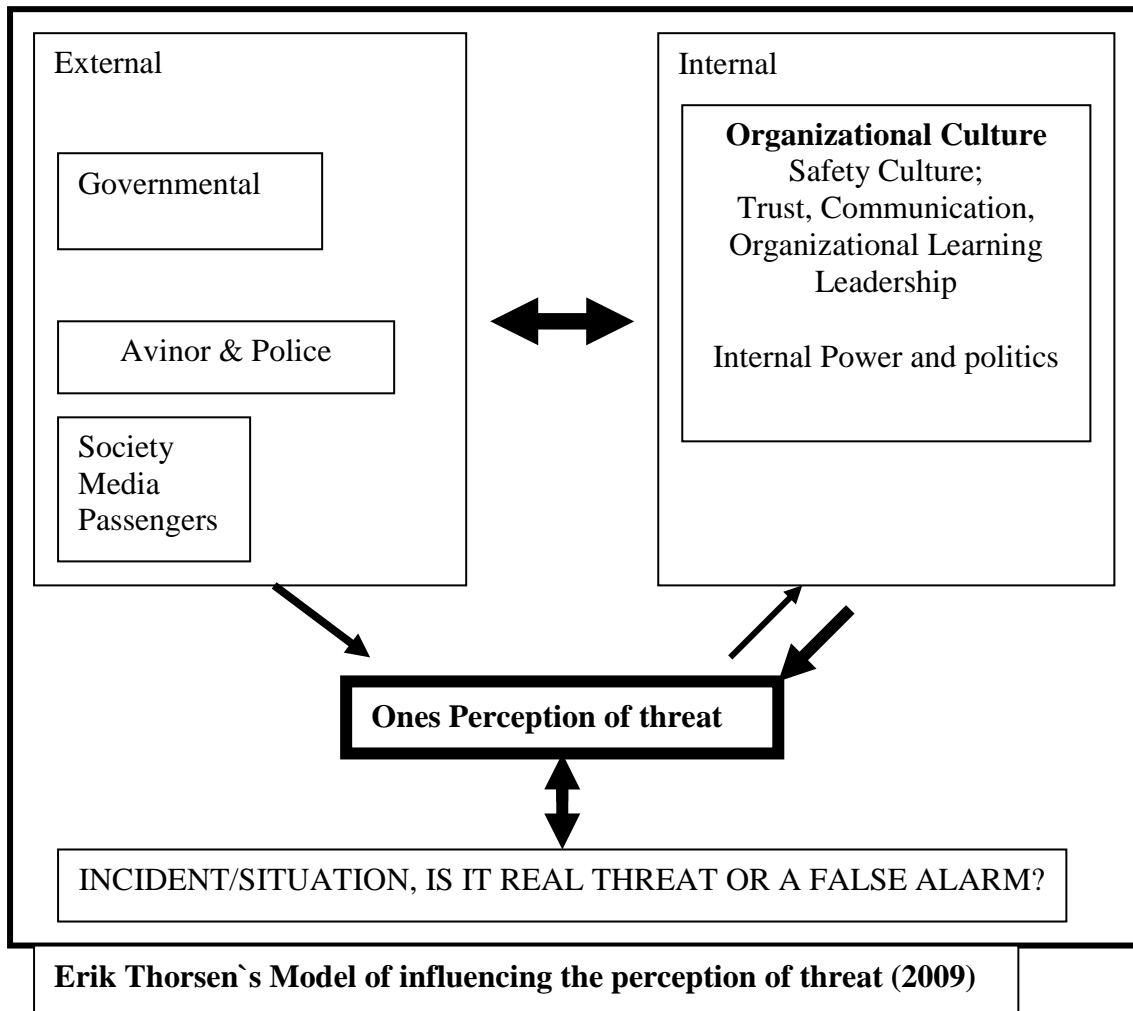 External
Governmental
Avinor & Police
Society
Media
Passengers
Internal
Organizational Culture
Safety Culture;
Trust, Communication,
Organizational Learning
Leadership
Internal Power and politics
Ones Perception of threat
INCIDENT/SITUATION, IS IT REAL THREAT OR A FALSE ALARM?
Erik Thorsen`s Model of influencing the perception of threat (2009)